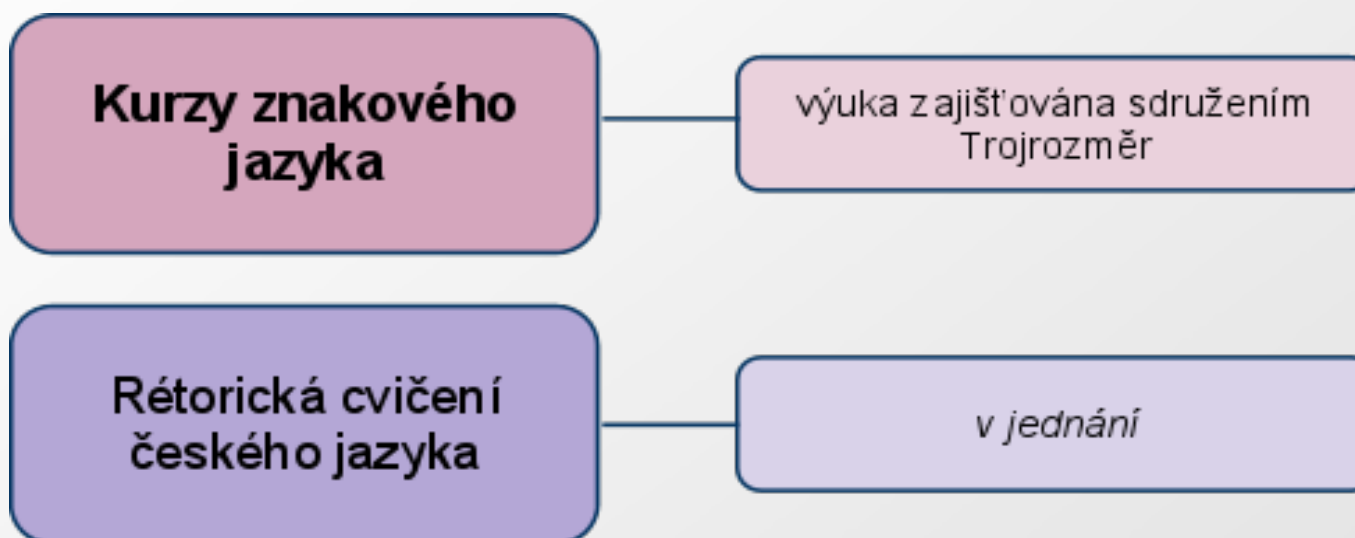 Kurzy znakového
jazyka
výuka zajišťována sdružením
Trojrozměr
Rétorická cvičení
českého jazyka
v jednání